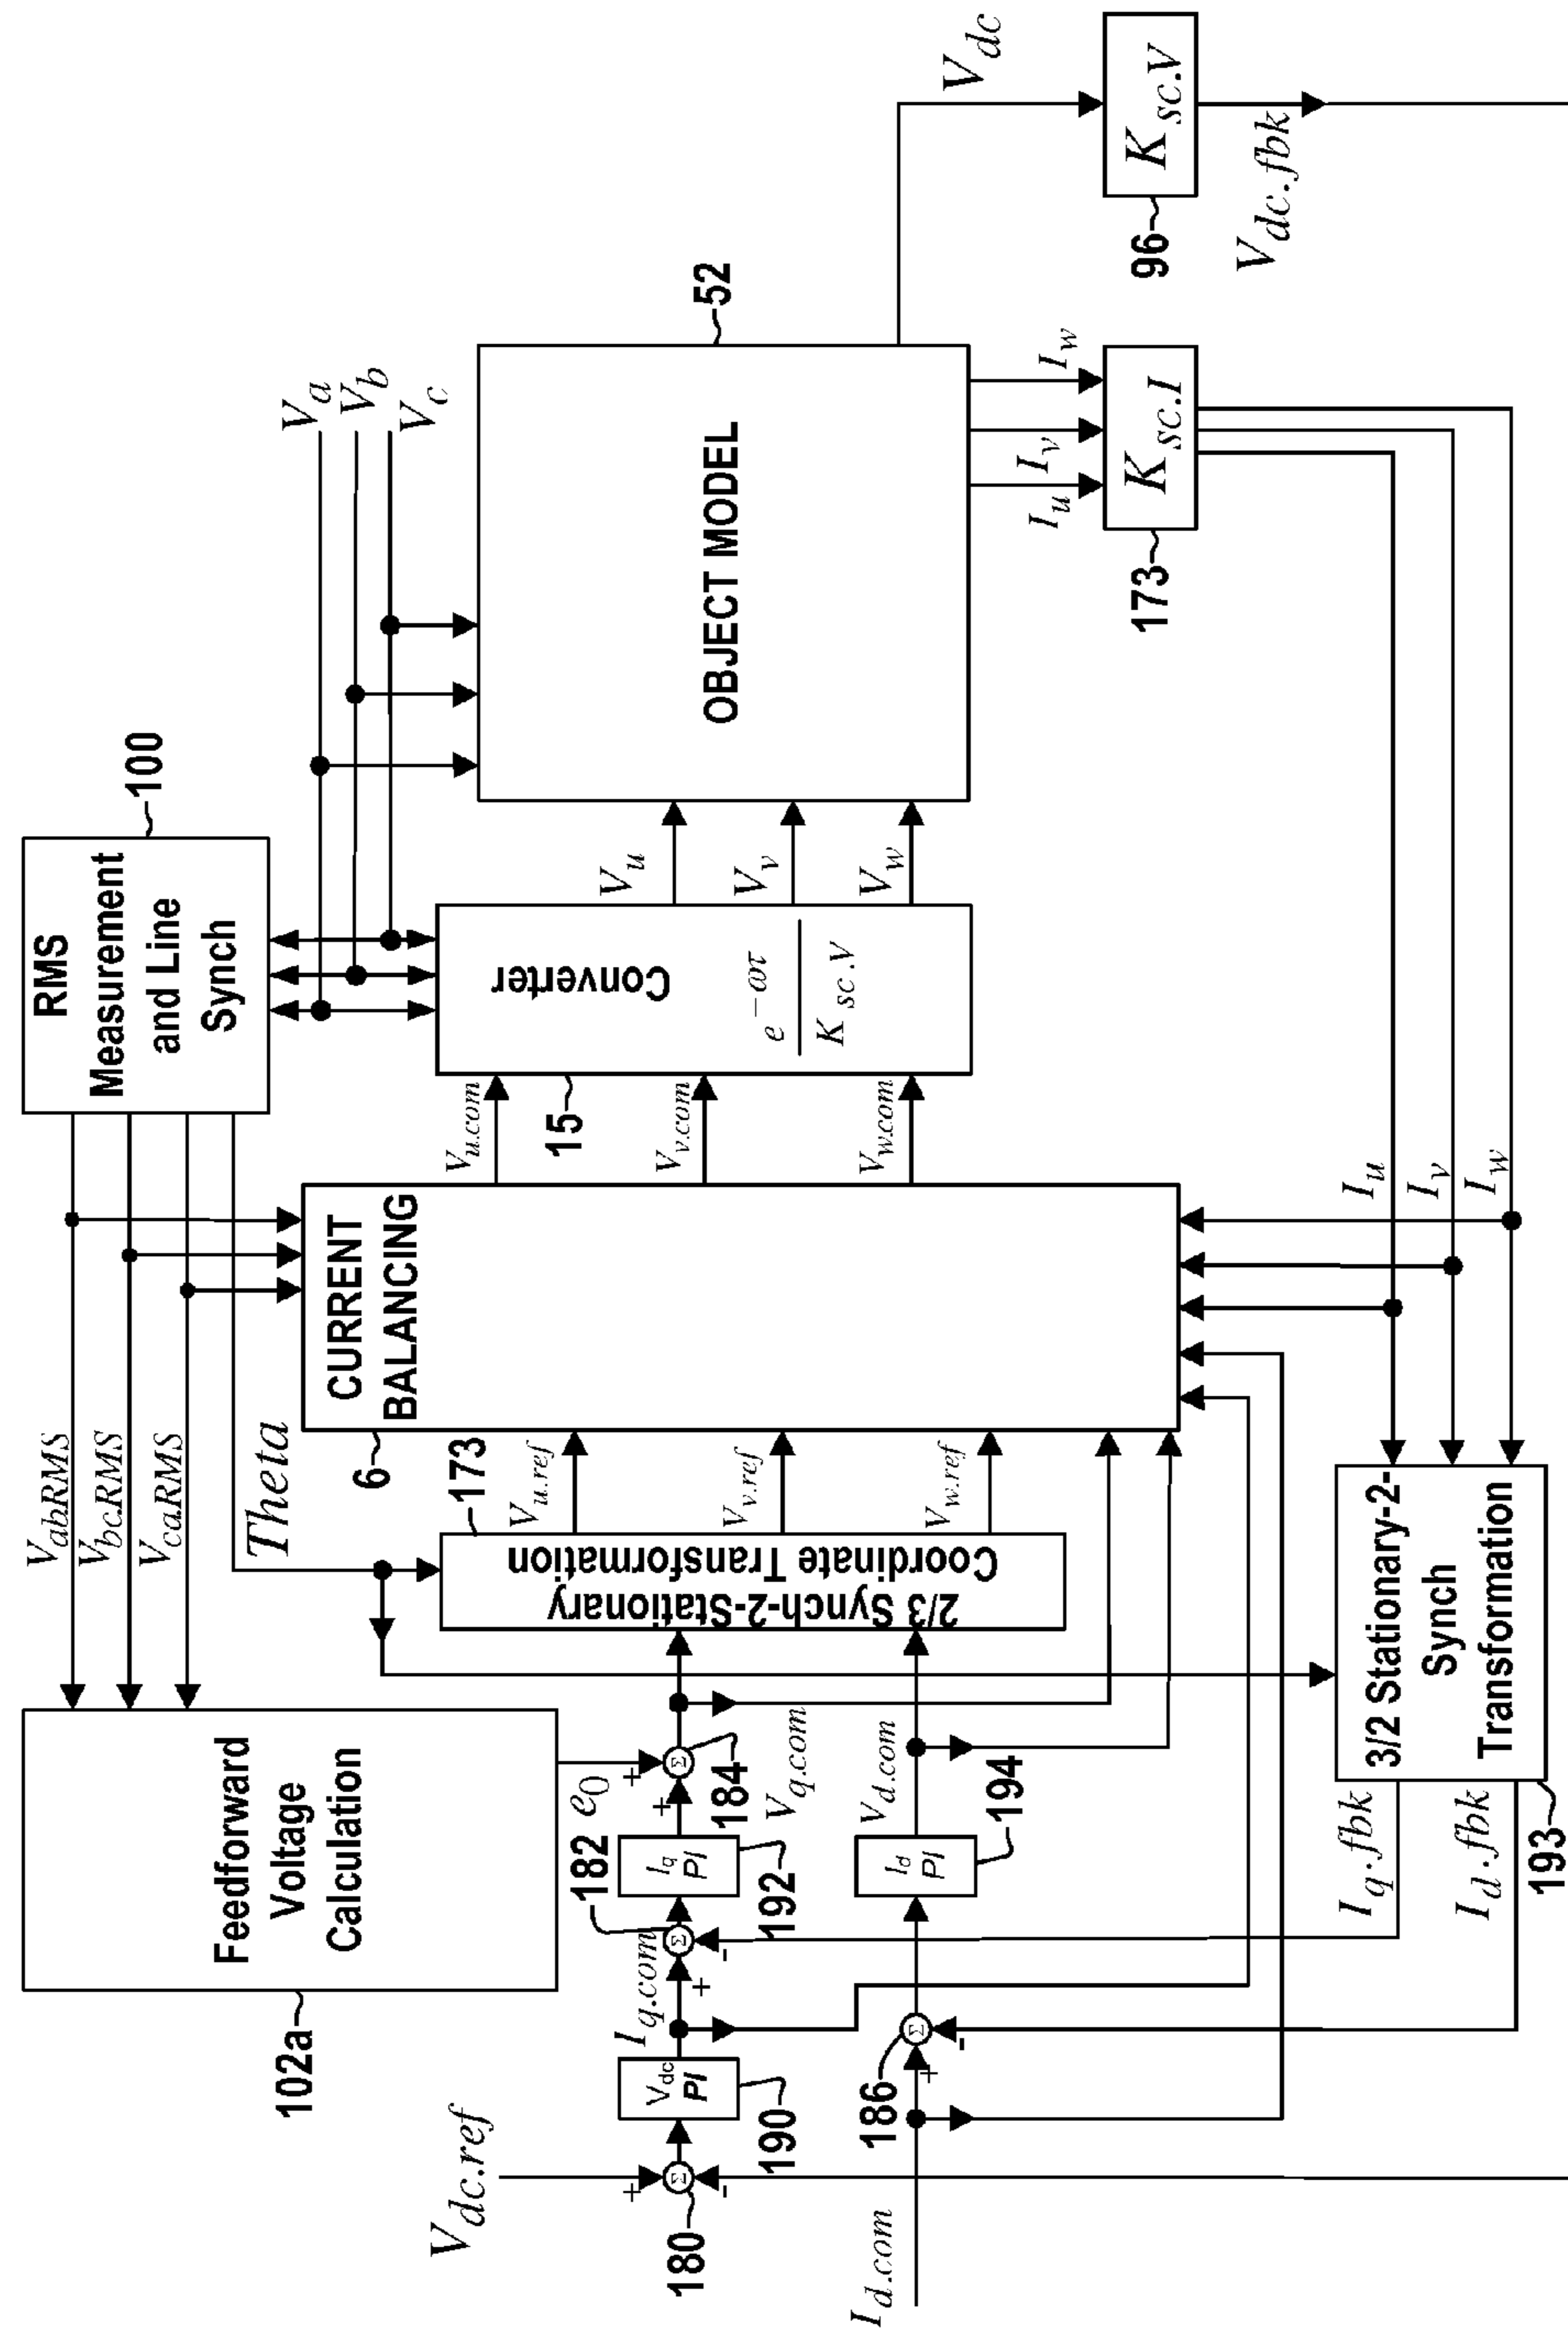 RMS
Measurement
and Line
Synch
100
V_a
V_b
V_c
V_abRMS
V_bc.RMS
V_ca.RMS
Theta
Feedforward
Voltage
Calculation
102a
CURRENT
BALANCING
6
Converter
e^-ατ
K_sc.V
15
OBJECT MODEL
52
V_dc
K_sc.V
96
V_dc.fbk
K_sc.I
173
I_u
I_v
I_w
V_u
V_v
V_w
V_u.com
V_v.com
V_w.com
V_u.ref
V_v.ref
V_w.ref
2/3 Synch-2-Stationary
Coordinate Transformation
173
V_dc.ref
+
-
Σ
180
V_dc
PI
190
I_q.com
+
-
Σ
182
I_q
PI
192
e_0
+
+
Σ
184
V_q.com
I_d.com
+
-
Σ
186
I_d
PI
194
V_d.com
I_u
I_v
I_w
3/2 Stationary-2-
Synch
Transformation
193
I_q.fbk
I_d.fbk